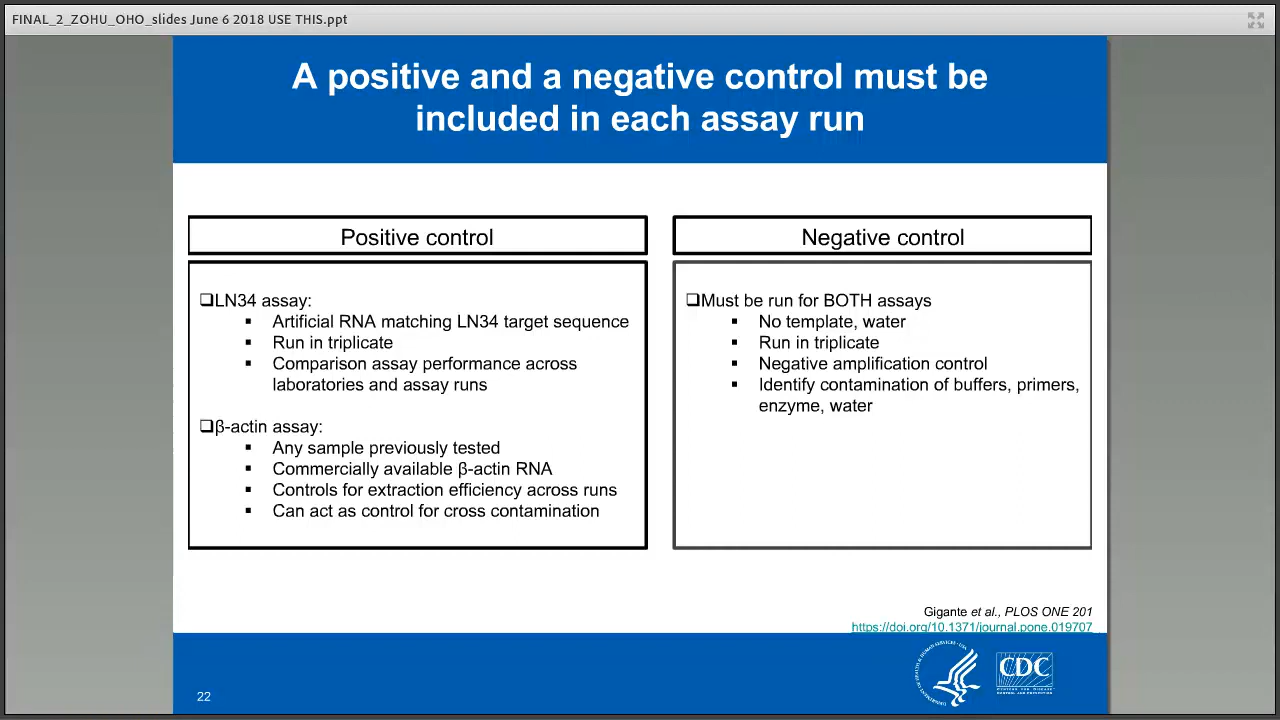 FINAL_2_ZOHU_OHO_slides June 6 2018 USE THIS.ppt
A positive and a negative control must be
included in each assay run
Positive control
❑LN34 assay:
▪ Artificial RNA matching LN34 target sequence
▪ Run in triplicate
▪ Comparison assay performance across
laboratories and assay runs
❑β-actin assay:
▪ Any sample previously tested
▪ Commercially available β-actin RNA
▪ Controls for extraction efficiency across runs
▪ Can act as control for cross contamination
Negative control
❑Must be run for BOTH assays
▪ No template, water
▪ Run in triplicate
▪ Negative amplification control
▪ Identify contamination of buffers, primers,
enzyme, water
Gigante et al., PLOS ONE 201
https://doi.org/10.1371/journal.pone.019707
CDC
22